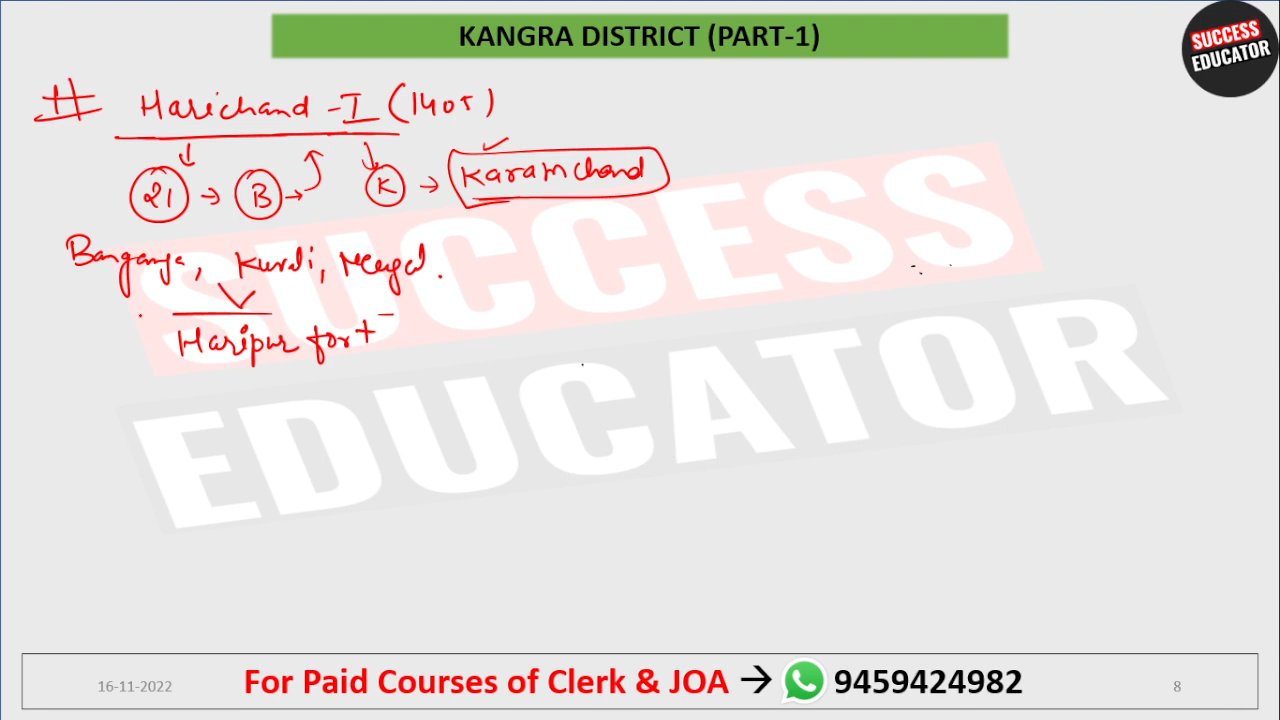 KANGRA DISTRICT (PART-1)
SUCCESS
EDUCATOR
# Harichand - I (1405)
21 → B → K → Karamchand
Banganga, Kurali, Neugal.
Haripur fort
SUCCESS
EDUCATOR
16-11-2022
For Paid Courses of Clerk & JOA → 9459424982
8